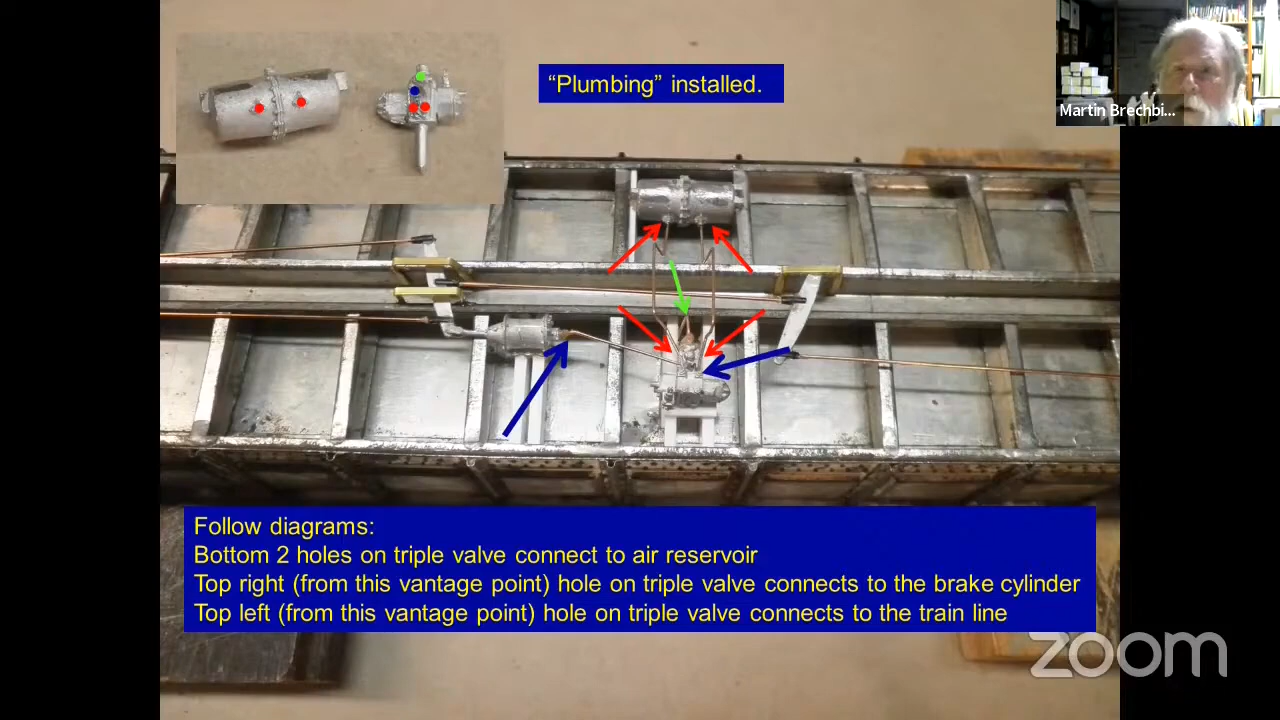 “Plumbing” installed.
Martin Brechbi...
Follow diagrams:
Bottom 2 holes on triple valve connect to air reservoir
Top right (from this vantage point) hole on triple valve connects to the brake cylinder
Top left (from this vantage point) hole on triple valve connects to the train line
zoom